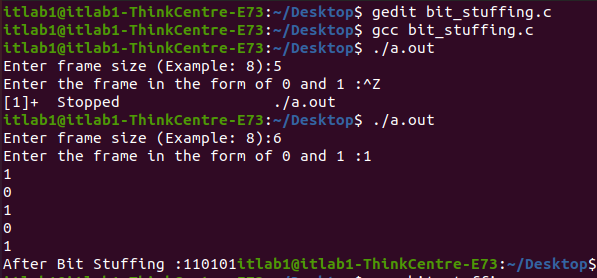 itlab1@itlab1-ThinkCentre-E73:~/Desktop$ gedit bit_stuffing.c
itlab1@itlab1-ThinkCentre-E73:~/Desktop$ gcc bit_stuffing.c
itlab1@itlab1-ThinkCentre-E73:~/Desktop$ ./a.out
Enter frame size (Example: 8):5
Enter the frame in the form of 0 and 1 :^Z
[1]+  Stopped                 ./a.out
itlab1@itlab1-ThinkCentre-E73:~/Desktop$ ./a.out
Enter frame size (Example: 8):6
Enter the frame in the form of 0 and 1 :1
1
0
1
0
1
After Bit Stuffing :110101itlab1@itlab1-ThinkCentre-E73:~/Desktop$